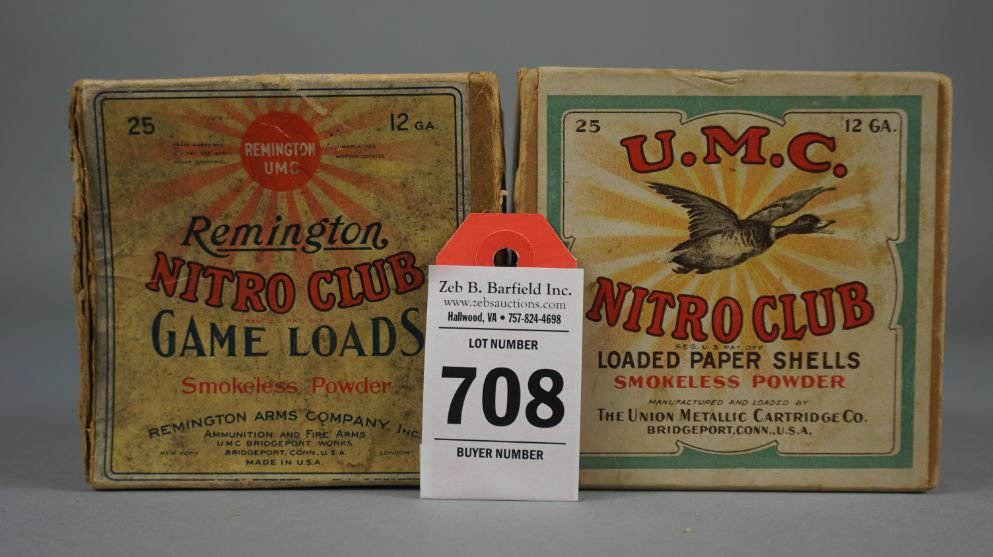 25
12 GA.
REMINGTON
UMC
Remington
NITRO CLUB
GAME LOADS
Smokeless Powder
REMINGTON ARMS COMPANY, Inc.
AMMUNITION AND FIRE ARMS
U.M.C. BRIDGEPORT WORKS
NEW YORK BRIDGEPORT, CONN., U.S.A. LONDON
MADE IN U.S.A.
Zeb B. Barfield Inc.
www.zebsauctions.com
Hallwood, VA • 757-824-4698
LOT NUMBER
708
BUYER NUMBER
25
12 GA.
U.M.C.
NITRO CLUB
REG. U.S. PAT. OFF.
LOADED PAPER SHELLS
SMOKELESS POWDER
MANUFACTURED AND LOADED BY
THE UNION METALLIC CARTRIDGE CO.
BRIDGEPORT, CONN., U.S.A.